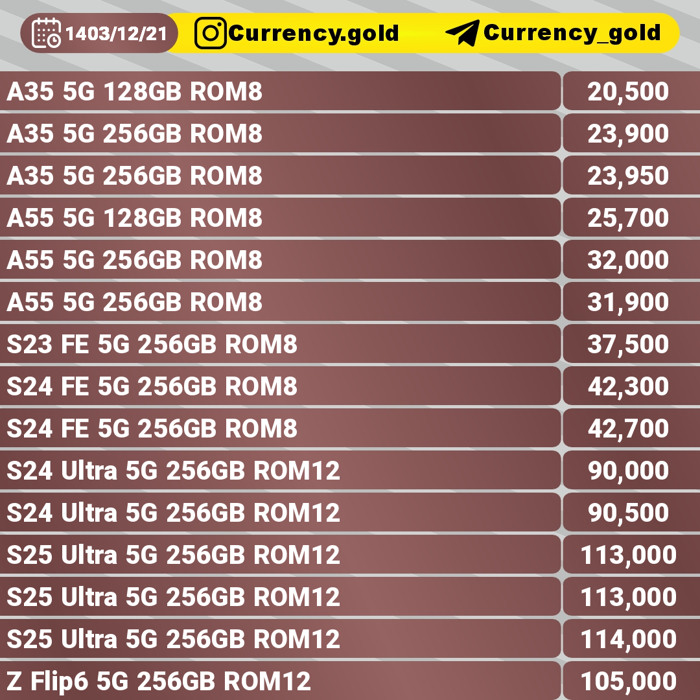 1403/12/21 Currency.gold Currency_gold
A35 5G 128GB ROM8 20,500
A35 5G 256GB ROM8 23,900
A35 5G 256GB ROM8 23,950
A55 5G 128GB ROM8 25,700
A55 5G 256GB ROM8 32,000
A55 5G 256GB ROM8 31,900
S23 FE 5G 256GB ROM8 37,500
S24 FE 5G 256GB ROM8 42,300
S24 FE 5G 256GB ROM8 42,700
S24 Ultra 5G 256GB ROM12 90,000
S24 Ultra 5G 256GB ROM12 90,500
S25 Ultra 5G 256GB ROM12 113,000
S25 Ultra 5G 256GB ROM12 113,000
S25 Ultra 5G 256GB ROM12 114,000
Z Flip6 5G 256GB ROM12 105,000